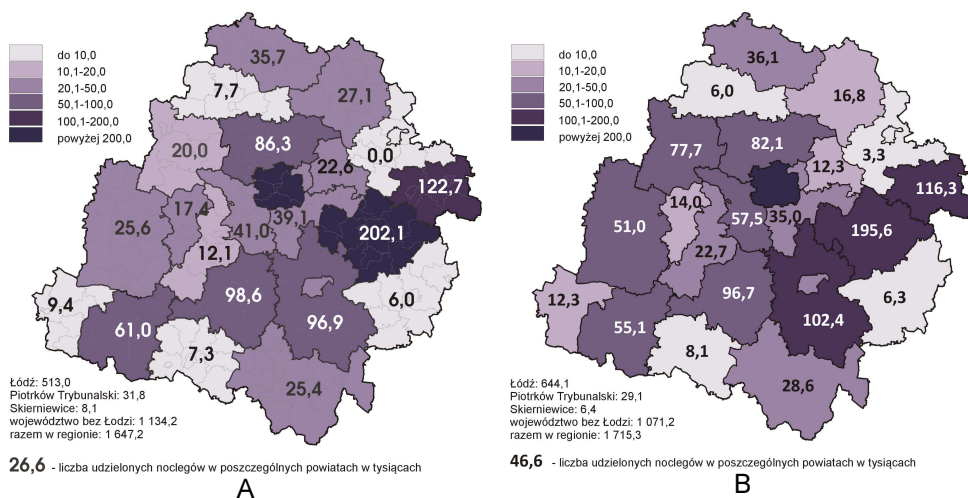 do 10,0
10,1-20,0
20,1-50,0
50,1-100,0
100,1-200,0
powyżej 200,0
35,7
27,1
7,7
86,3
20,0
22,6
0,0
122,7
17,4
25,6
41,0
39,1
202,1
12,1
98,6
9,4
61,0
96,9
6,0
7,3
25,4
Łódź: 513,0
Piotrków Trybunalski: 31,8
Skierniewice: 8,1
województwo bez Łodzi: 1 134,2
razem w regionie: 1 647,2
26,6 - liczba udzielonych noclegów w poszczególnych powiatach w tysiącach
A
do 10,0
10,1-20,0
20,1-50,0
50,1-100,0
100,1-200,0
powyżej 200,0
36,1
16,8
6,0
82,1
77,7
12,3
3,3
116,3
14,0
51,0
57,5
35,0
195,6
22,7
96,7
12,3
55,1
102,4
6,3
8,1
28,6
Łódź: 644,1
Piotrków Trybunalski: 29,1
Skierniewice: 6,4
województwo bez Łodzi: 1 071,2
razem w regionie: 1 715,3
46,6 - liczba udzielonych noclegów w poszczególnych powiatach w tysiącach
B